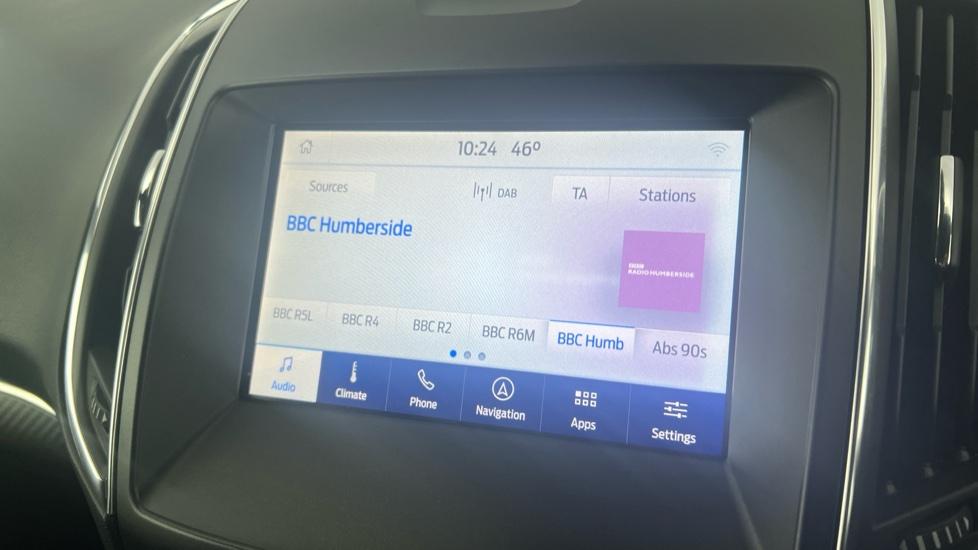 10:24 46°
Sources DAB TA Stations
BBC Humberside
BBC
RADIO HUMBERSIDE
BBC R5L BBC R4 BBC R2 BBC R6M BBC Humb Abs 90s
Audio Climate Phone Navigation Apps Settings